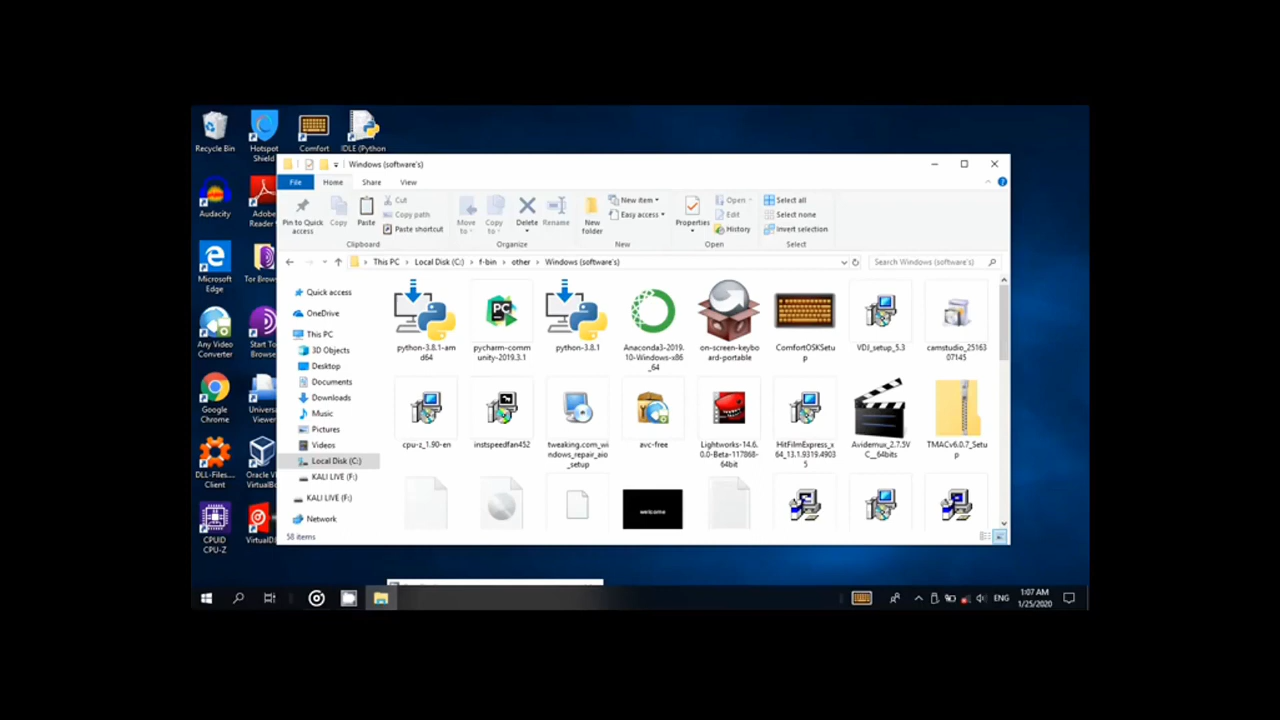 Recycle Bin
Hotspot
Shield
Comfort
IDLE (Python
Audacity
Adobe
Reader
Microsoft
Edge
Tor Brow
Any Video
Converter
Start To
Browse
Google
Chrome
Univers
Viewer
DLL-Files...
Client
Oracle V
Virtual
CPUID
CPU-Z
VirtualD
Windows (software's)
File
Home
Share
View
Pin to Quick
access
Copy
Paste
Cut
Copy path
Paste shortcut
Clipboard
Move
to
Copy
to
Delete
Rename
Organize
New
folder
New item
Easy access
New
Properties
Open
Edit
History
Open
Select all
Select none
Invert selection
Select
This PC
Local Disk (C:)
f-bin
other
Windows (software's)
Search Windows (software's)
Quick access
OneDrive
This PC
3D Objects
Desktop
Documents
Downloads
Music
Pictures
Videos
Local Disk (C:)
KALI LIVE (F:)
KALI LIVE (F:)
Network
python-3.8.1-am
d64
pycharm-comm
unity-2019.3.1
python-3.8.1
Anaconda3-2019.
10-Windows-x86
_64
on-screen-keybo
ard-portable
ComfortOSKSetu
p
VDJ_setup_5.3
camstudio_25163
07145
cpu-z_1.90-en
instspeedfan452
tweaking.com_wi
ndows_repair_aio
_setup
avc-free
Lightworks-14.6.
0.0-Beta-117868-
64bit
HitFilmExpress_x
64_13.1.9319.4903
5
Avidemux_2.7.5V
C__64bits
TMACv6.0.7_Setu
p
welcome
58 items
ENG
1:07 AM
1/25/2020